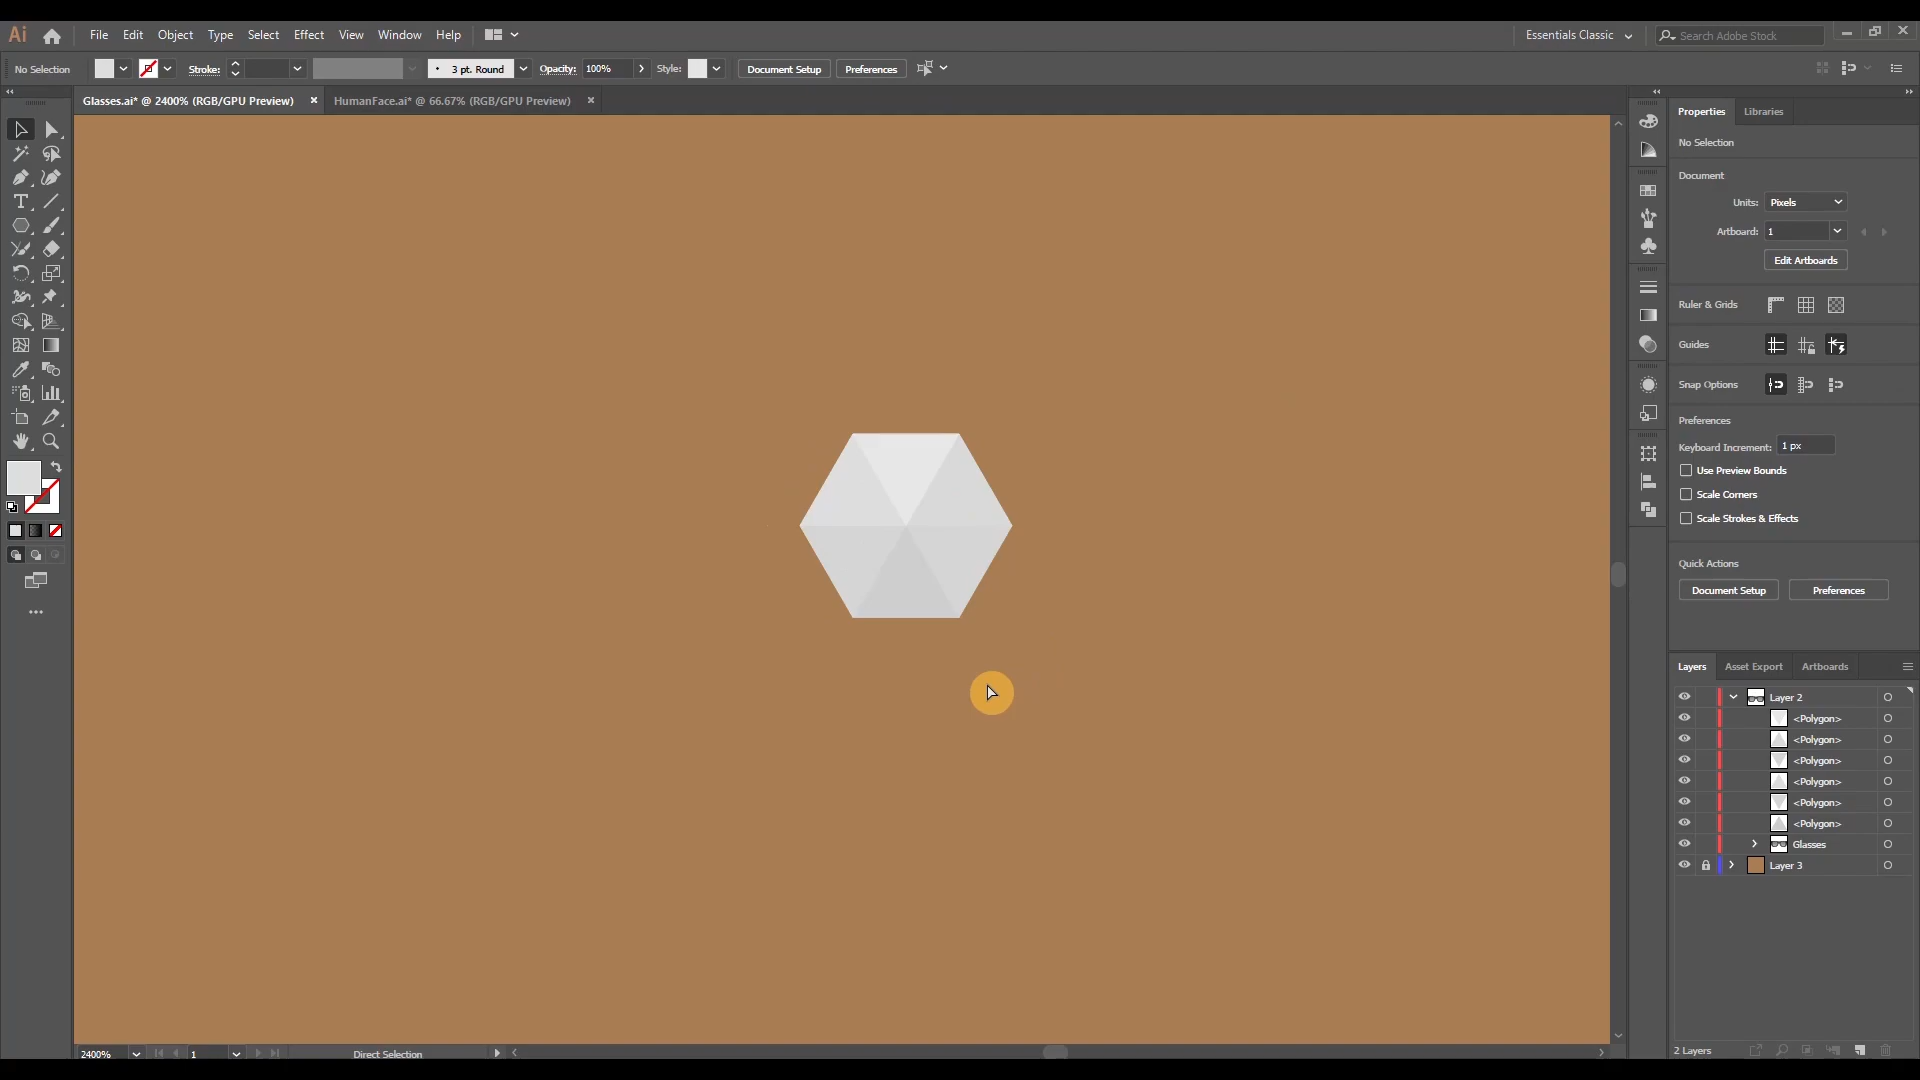 Ai File Edit Object Type Select Effect View Window Help Essentials Classic Search Adobe Stock
No Selection Stroke: 3 pt. Round Opacity: 100% Style: Document Setup Preferences
Glasses.ai* @ 2400% (RGB/GPU Preview) × HumanFace.ai* @ 66.67% (RGB/GPU Preview) ×
Properties Libraries
No Selection
Document
Units: Pixels
Artboard: 1
Edit Artboards
Ruler & Grids
Guides
Snap Options
Preferences
Keyboard Increment: 1 px
Use Preview Bounds
Scale Corners
Scale Strokes & Effects
Quick Actions
Document Setup Preferences
Layers Asset Export Artboards
Layer 2
<Polygon>
<Polygon>
<Polygon>
<Polygon>
<Polygon>
<Polygon>
Glasses
Layer 3
2 Layers
2400% 1 Direct Selection